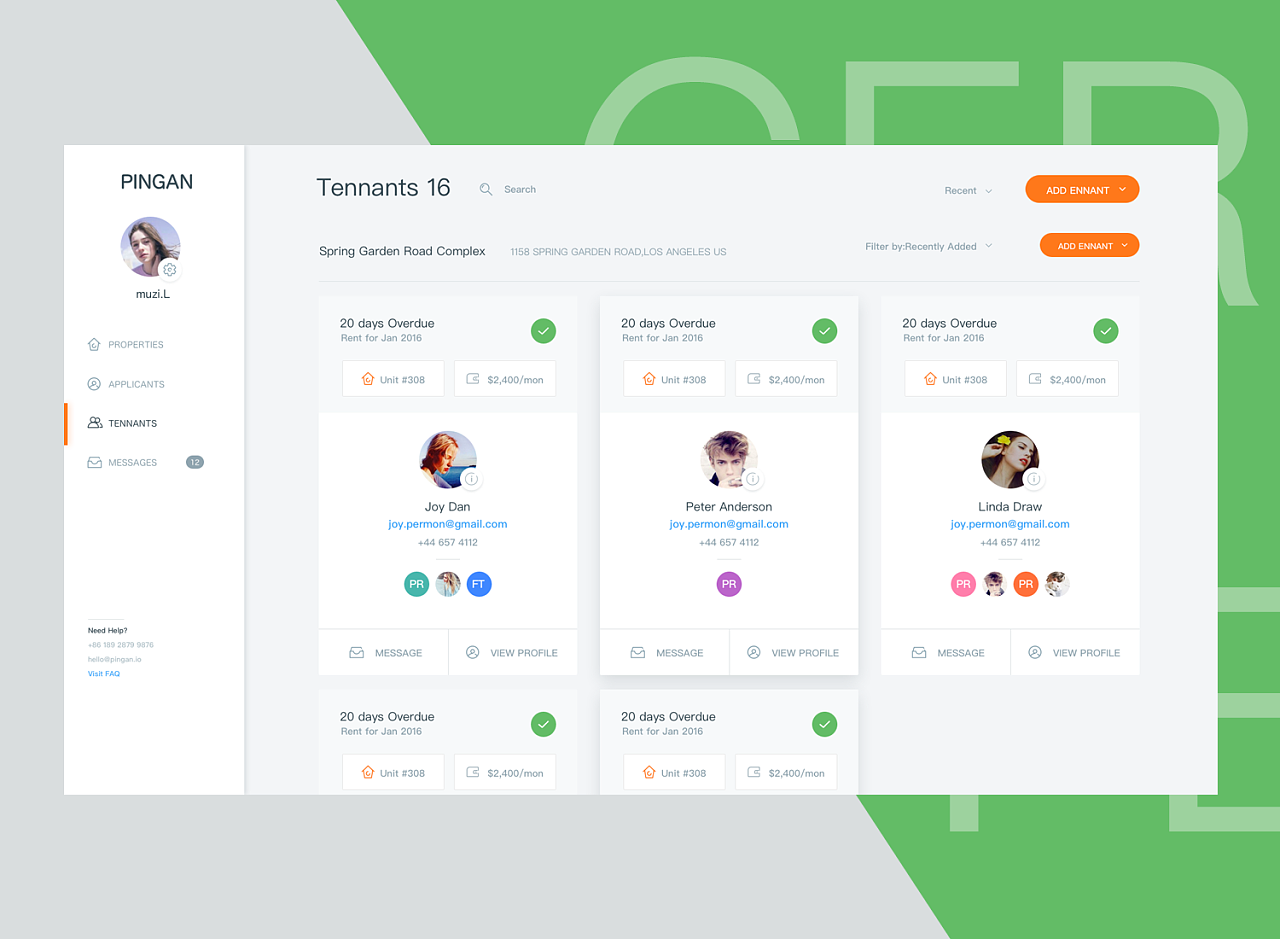 PINGAN
muzi.L
PROPERTIES
APPLICANTS
TENNANTS
MESSAGES 12
Need Help?
+86 189 2879 9876
hello@pingan.io
Visit FAQ
Tennants 16 Search Recent ADD ENNANT
Spring Garden Road Complex 1158 SPRING GARDEN ROAD,LOS ANGELES US Filter by:Recently Added ADD ENNANT
20 days Overdue
Rent for Jan 2016
Unit #308 $2,400/mon
Joy Dan
joy.permon@gmail.com
+44 657 4112
PR FT
MESSAGE VIEW PROFILE
20 days Overdue
Rent for Jan 2016
Unit #308 $2,400/mon
Peter Anderson
joy.permon@gmail.com
+44 657 4112
PR
MESSAGE VIEW PROFILE
20 days Overdue
Rent for Jan 2016
Unit #308 $2,400/mon
Linda Draw
joy.permon@gmail.com
+44 657 4112
PR PR
MESSAGE VIEW PROFILE
20 days Overdue
Rent for Jan 2016
Unit #308 $2,400/mon
20 days Overdue
Rent for Jan 2016
Unit #308 $2,400/mon